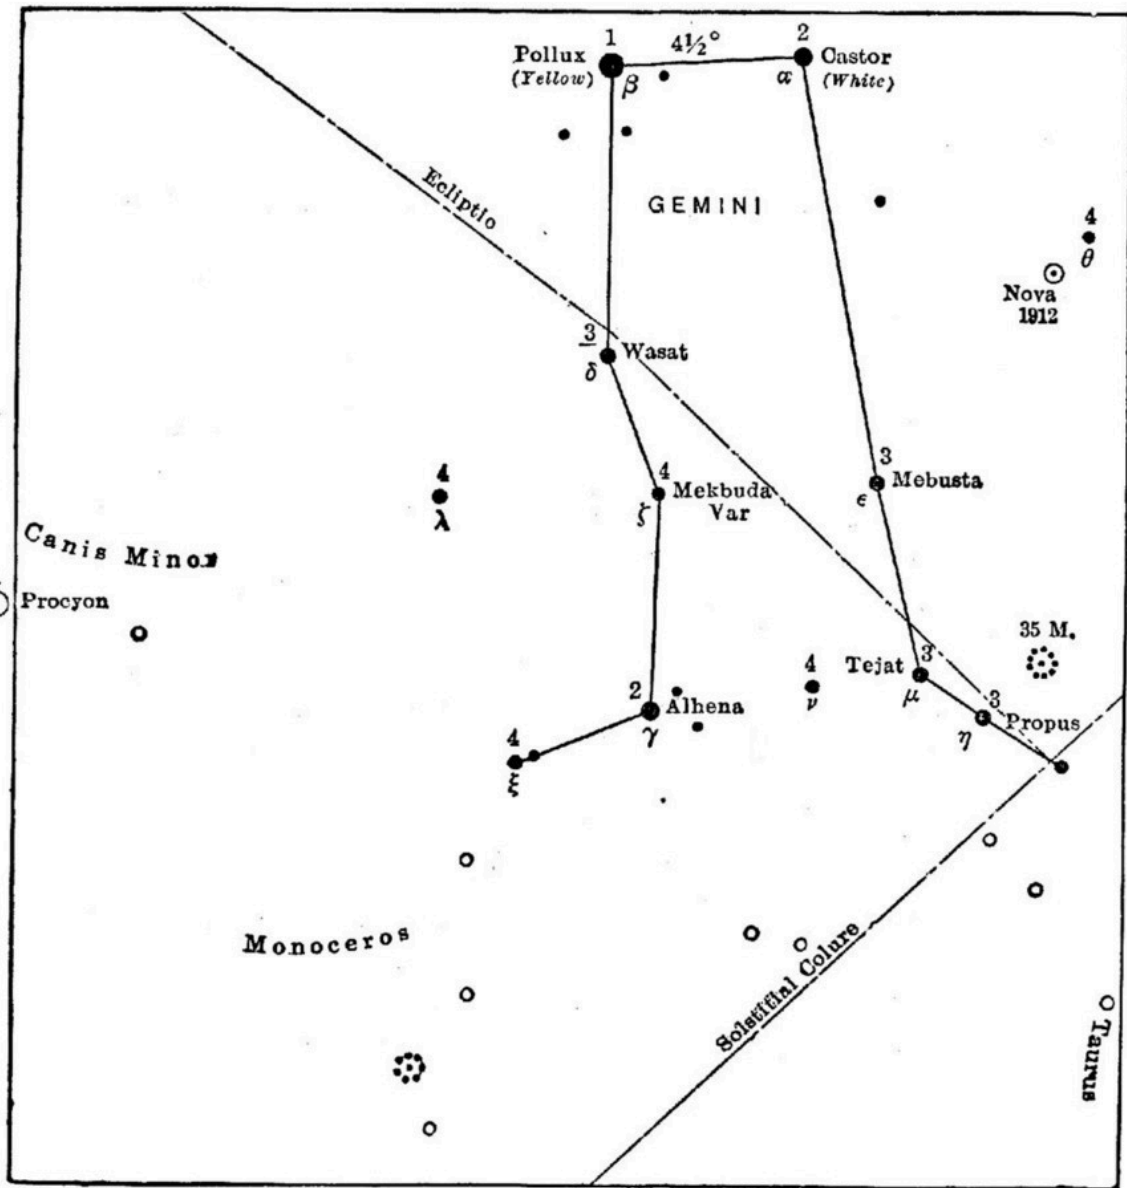 1
4½°
2
Pollux
(Yellow)
β
α
Castor
(White)
Ecliptic
GEMINI
4
θ
Nova
1912
3
Wasat
δ
4
λ
4
Mekbuda
Var
ζ
3
Mebusta
ϵ
Canis Minor
Procyon
35 M.
Tejat
3
μ
4
ν
3
Propus
η
2
Alhena
γ
4
ξ
Monoceros
Solstitial Colure
Taurus